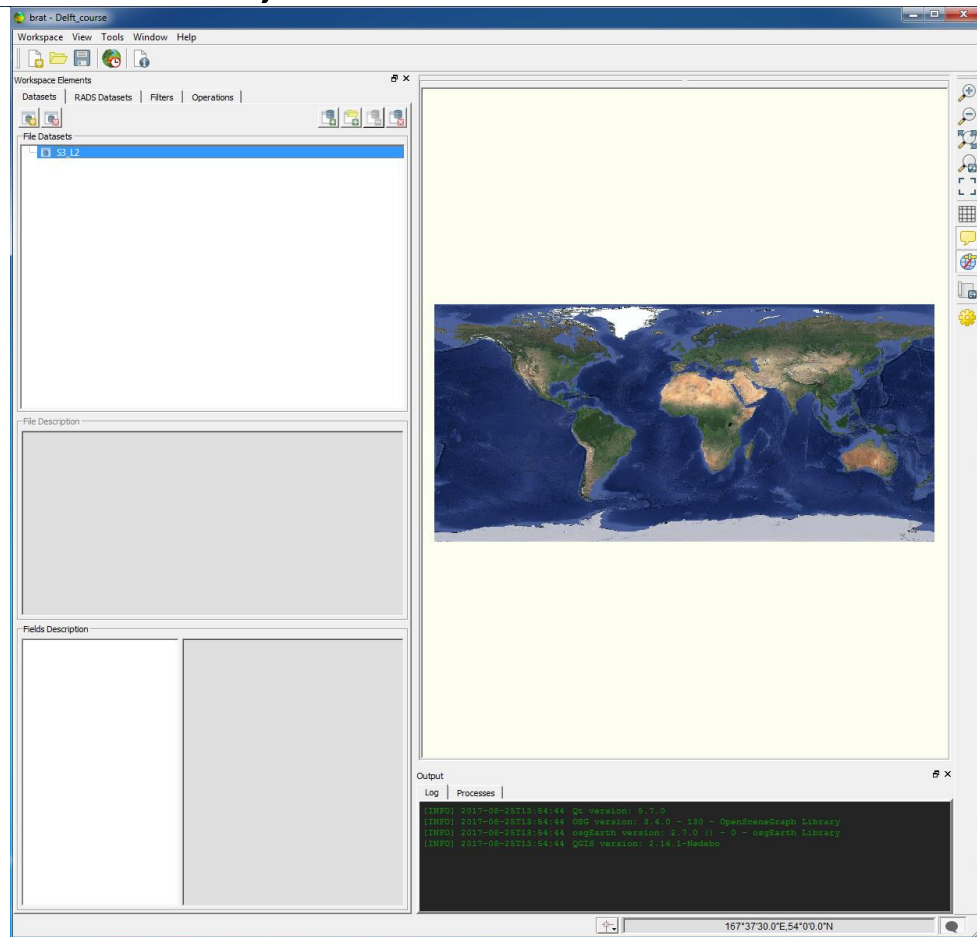 brat - Delft_course
Workspace View Tools Window Help
Workspace Elements
Datasets RADS Datasets Filters Operations
File Datasets
S3_L2
File Description
Fields Description
Output
Log Processes
[INFO] 2017-08-25T13:54:44 Qt version: 5.7.0
[INFO] 2017-08-25T13:54:44 OSG version: 3.4.0 - 130 - OpenSceneGraph Library
[INFO] 2017-08-25T13:54:44 osgEarth version: 2.7.0 () - 0 - osgEarth Library
[INFO] 2017-08-25T13:54:44 QGIS version: 2.16.1-Nødebo
167°37'30.0"E,54°0'0.0"N